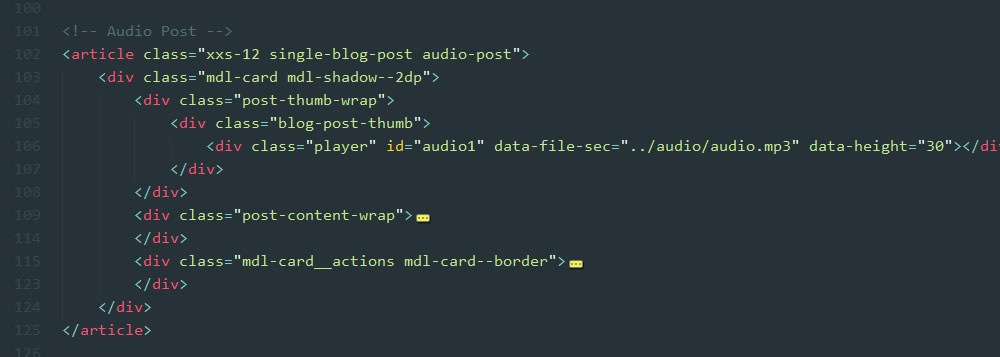 100
101 <!-- Audio Post -->
102 <article class="xxs-12 single-blog-post audio-post">
103 <div class="mdl-card mdl-shadow--2dp">
104 <div class="post-thumb-wrap">
105 <div class="blog-post-thumb">
106 <div class="player" id="audio1" data-file-sec="../audio/audio.mp3" data-height="30"></di
107 </div>
108 </div>
109 <div class="post-content-wrap">
114 </div>
115 <div class="mdl-card__actions mdl-card--border">
123 </div>
124 </div>
125 </article>
126